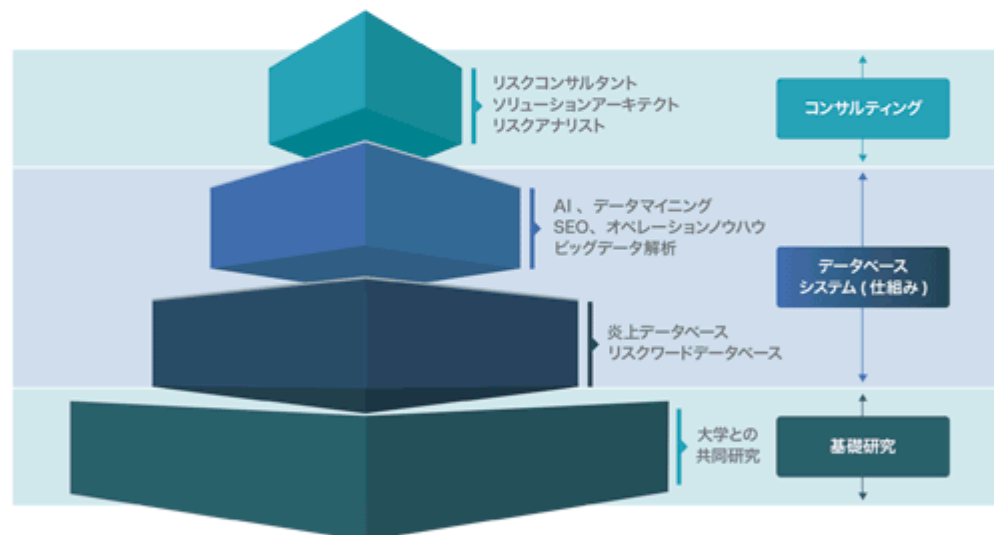 リスクコンサルタント
ソリューションアーキテクト
リスクアナリスト
コンサルティング
AI、データマイニング
SEO、オペレーションノウハウ
ビッグデータ解析
データベース
システム(仕組み)
炎上データベース
リスクワードデータベース
大学との
共同研究
基礎研究